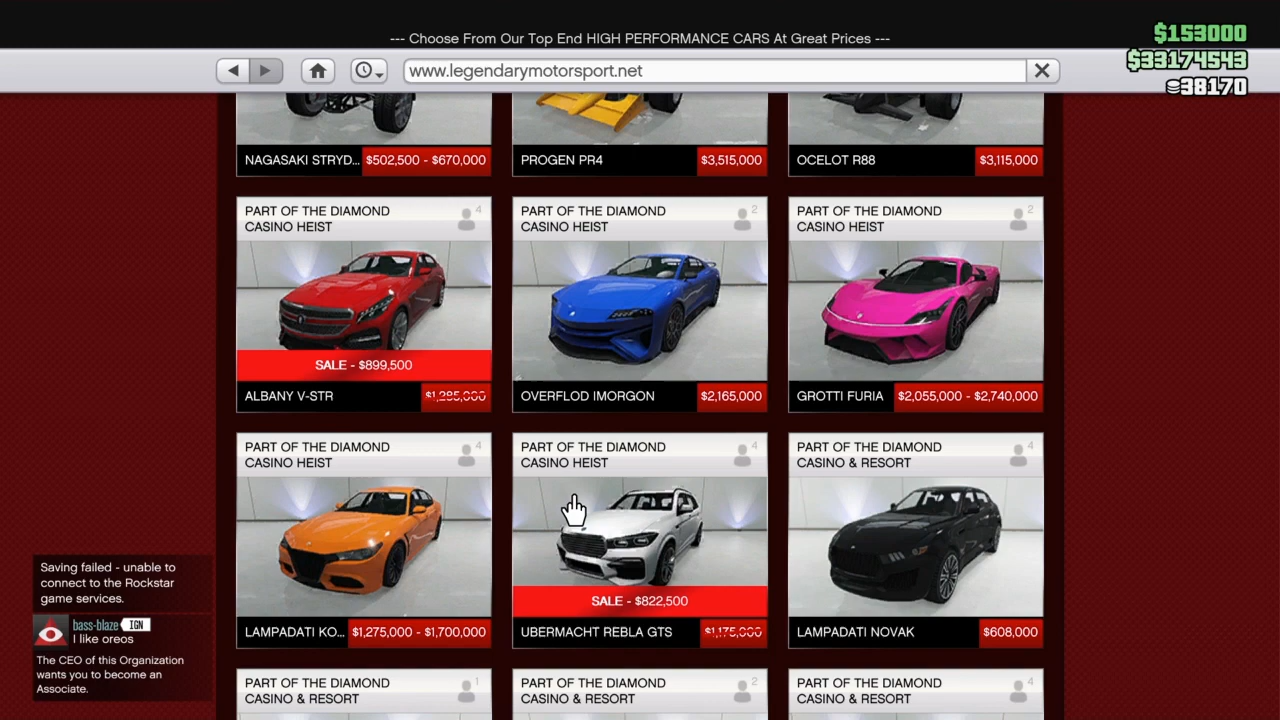 --- Choose From Our Top End HIGH PERFORMANCE CARS At Great Prices ---
$153000
$33174543
38170
www.legendarymotorsport.net
NAGASAKI STRYD... $502,500 - $670,000
PROGEN PR4 $3,515,000
OCELOT R88 $3,115,000
PART OF THE DIAMOND
CASINO HEIST
4
PART OF THE DIAMOND
CASINO HEIST
2
PART OF THE DIAMOND
CASINO HEIST
2
SALE - $899,500
ALBANY V-STR $1,285,000
OVERFLOD IMORGON $2,165,000
GROTTI FURIA $2,055,000 - $2,740,000
PART OF THE DIAMOND
CASINO HEIST
4
PART OF THE DIAMOND
CASINO HEIST
4
PART OF THE DIAMOND
CASINO & RESORT
4
SALE - $822,500
LAMPADATI KO... $1,275,000 - $1,700,000
UBERMACHT REBLA GTS $1,175,000
LAMPADATI NOVAK $608,000
PART OF THE DIAMOND
CASINO & RESORT
1
PART OF THE DIAMOND
CASINO & RESORT
2
PART OF THE DIAMOND
CASINO & RESORT
4
Saving failed - unable to
connect to the Rockstar
game services.
bass-blaze IGN
I like oreos
The CEO of this Organization
wants you to become an
Associate.